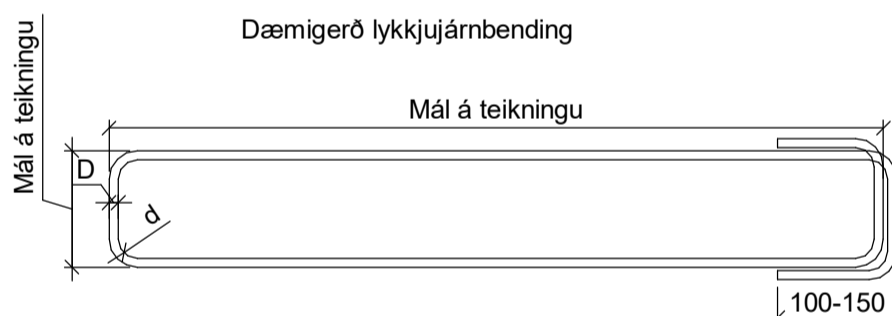 Dæmigerð lykkjujárnbending
Mál á teikningu
Mál á teikningu
D
d
100-150